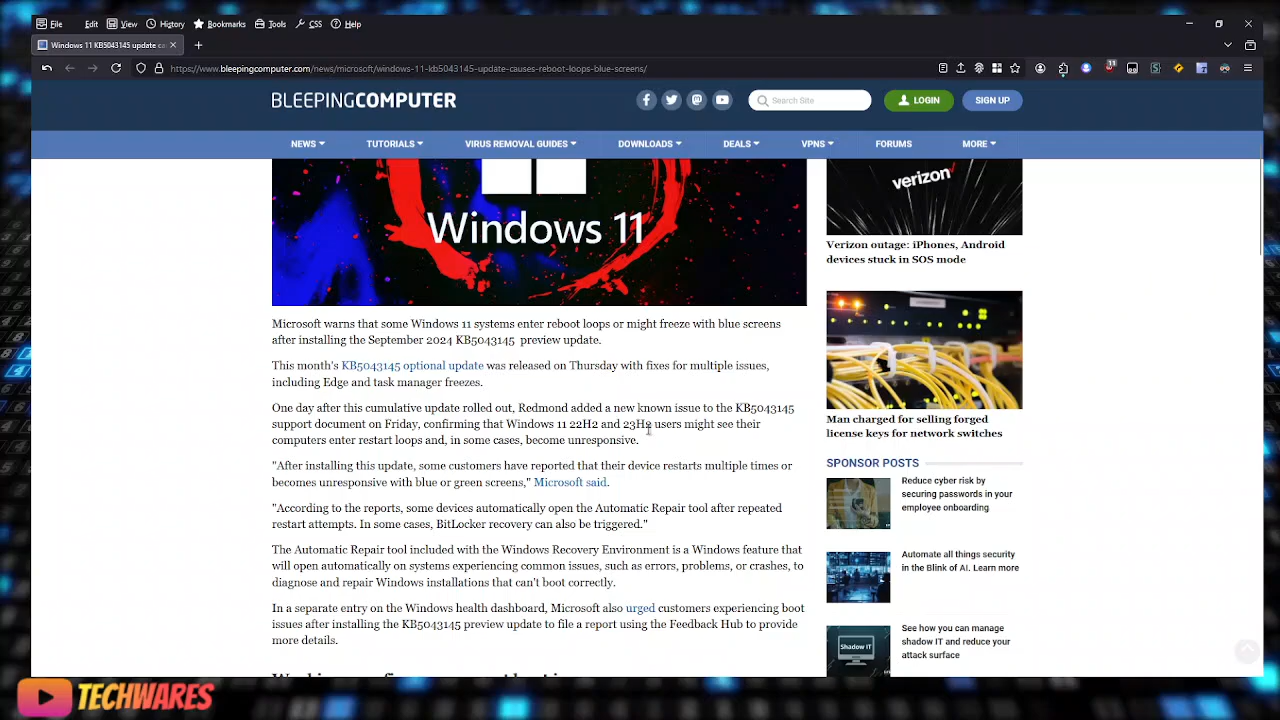 File
Edit
View
History
Bookmarks
Tools
CSS
Help
Windows 11 KB5043145 update ca
https://www.bleepingcomputer.com/news/microsoft/windows-11-kb5043145-update-causes-reboot-loops-blue-screens/
11
BLEEPINGCOMPUTER
Search Site
LOGIN
SIGN UP
NEWS
TUTORIALS
VIRUS REMOVAL GUIDES
DOWNLOADS
DEALS
VPNS
FORUMS
MORE
Windows 11
Microsoft warns that some Windows 11 systems enter reboot loops or might freeze with blue screens
after installing the September 2024 KB5043145 preview update.
This month's KB5043145 optional update was released on Thursday with fixes for multiple issues,
including Edge and task manager freezes.
One day after this cumulative update rolled out, Redmond added a new known issue to the KB5043145
support document on Friday, confirming that Windows 11 22H2 and 23H2 users might see their
computers enter restart loops and, in some cases, become unresponsive.
"After installing this update, some customers have reported that their device restarts multiple times or
becomes unresponsive with blue or green screens," Microsoft said.
"According to the reports, some devices automatically open the Automatic Repair tool after repeated
restart attempts. In some cases, BitLocker recovery can also be triggered."
The Automatic Repair tool included with the Windows Recovery Environment is a Windows feature that
will open automatically on systems experiencing common issues, such as errors, problems, or crashes, to
diagnose and repair Windows installations that can't boot correctly.
In a separate entry on the Windows health dashboard, Microsoft also urged customers experiencing boot
issues after installing the KB5043145 preview update to file a report using the Feedback Hub to provide
more details.
verizon
Verizon outage: iPhones, Android
devices stuck in SOS mode
Man charged for selling forged
license keys for network switches
SPONSOR POSTS
Reduce cyber risk by
securing passwords in your
employee onboarding
Automate all things security
in the Blink of AI. Learn more
Shadow IT
See how you can manage
shadow IT and reduce your
attack surface
TECHWARES